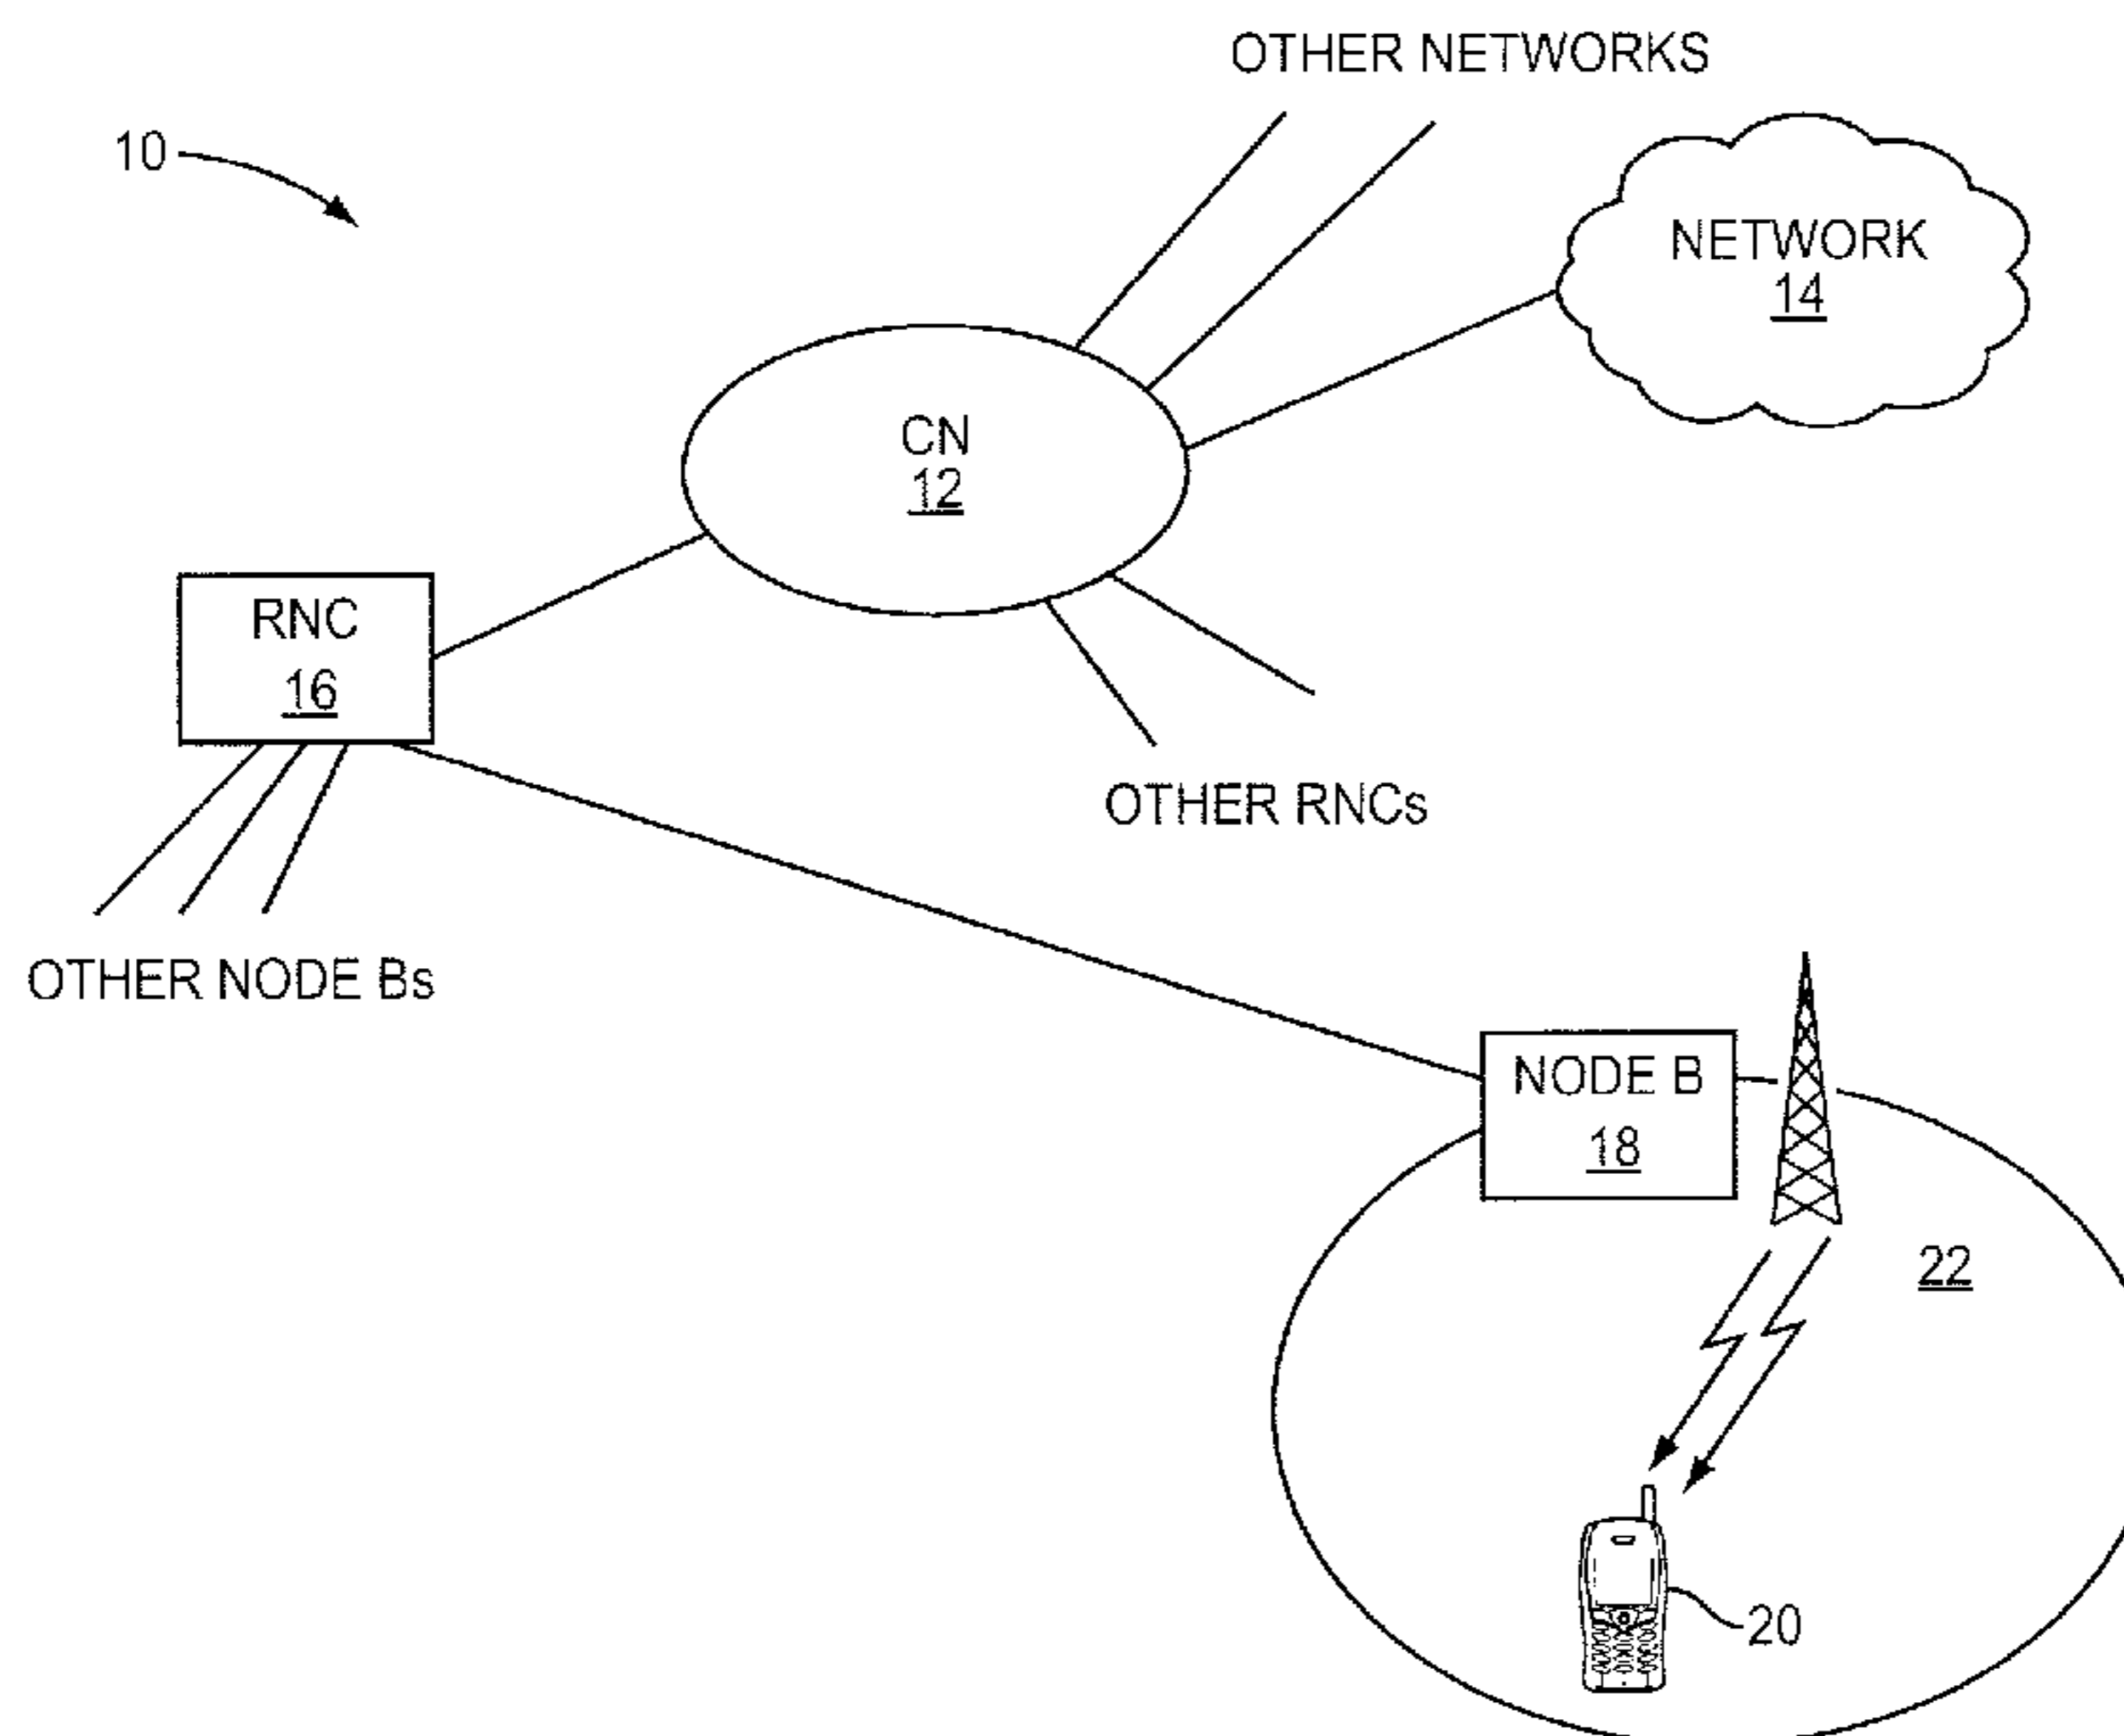 OTHER NETWORKS
10
NETWORK
14
CN
12
RNC
16
OTHER RNCs
OTHER NODE Bs
NODE B
18
22
20